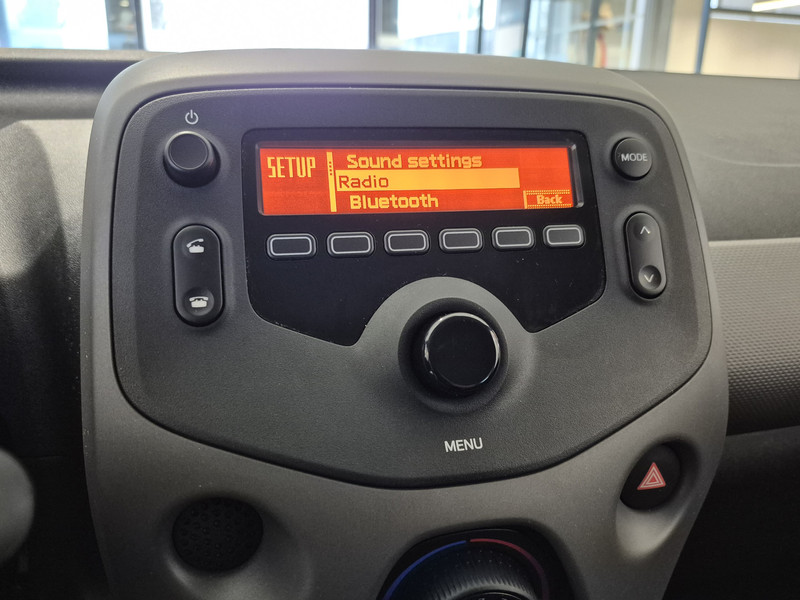 SETUP
Sound settings
Radio
Bluetooth
Back
MODE
MENU